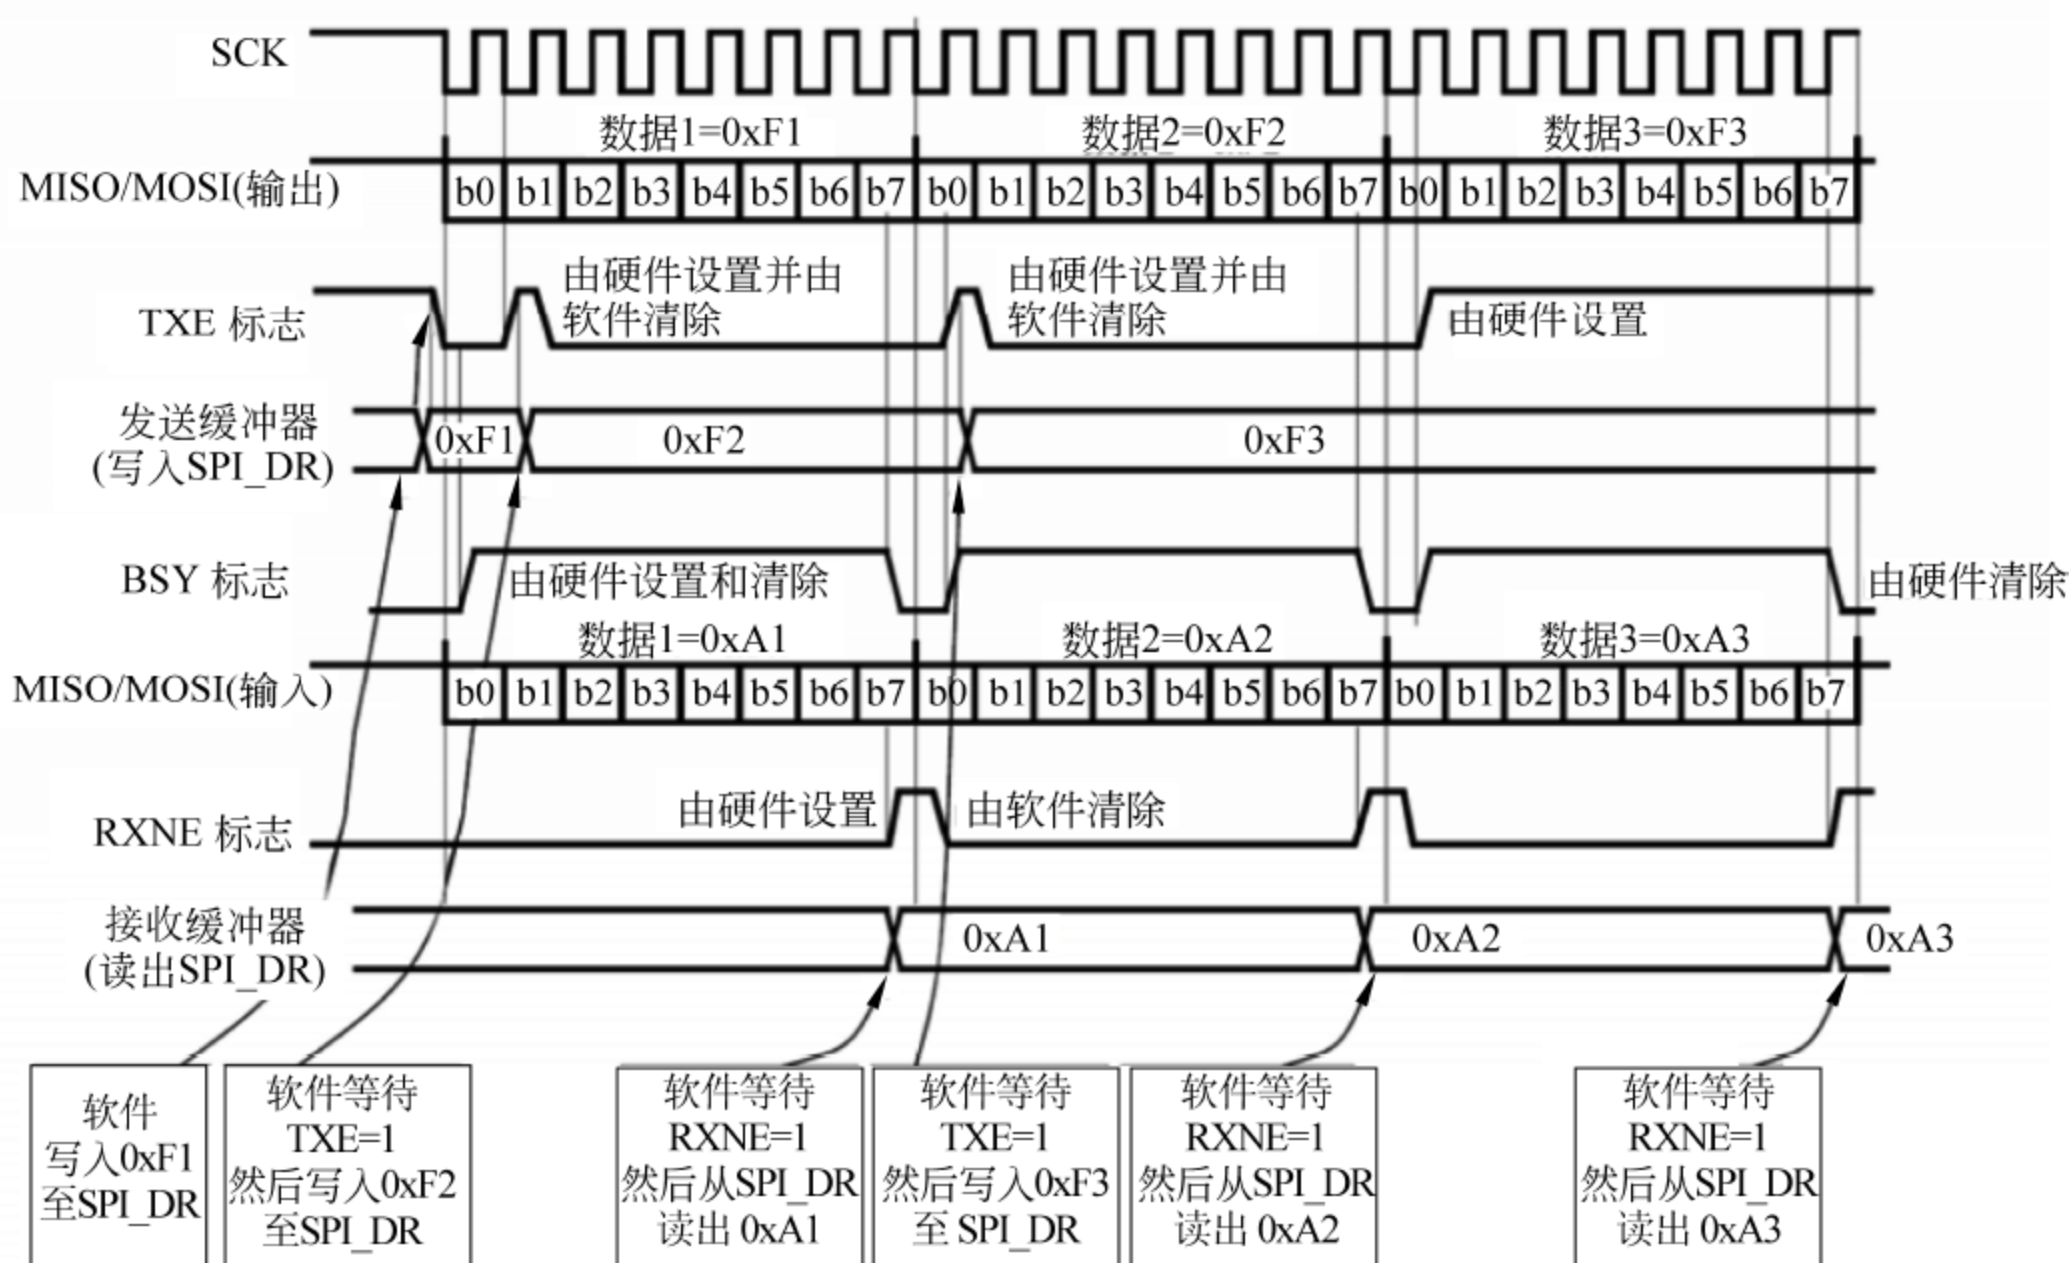 SCK
数据1=0xF1
数据2=0xF2
数据3=0xF3
MISO/MOSI(输出)
b0 b1 b2 b3 b4 b5 b6 b7 b0 b1 b2 b3 b4 b5 b6 b7 b0 b1 b2 b3 b4 b5 b6 b7
TXE 标志
由硬件设置并由
软件清除
由硬件设置并由
软件清除
由硬件设置
发送缓冲器
(写入SPI_DR)
0xF1
0xF2
0xF3
BSY 标志
由硬件设置和清除
由硬件清除
数据1=0xA1
数据2=0xA2
数据3=0xA3
MISO/MOSI(输入)
b0 b1 b2 b3 b4 b5 b6 b7 b0 b1 b2 b3 b4 b5 b6 b7 b0 b1 b2 b3 b4 b5 b6 b7
RXNE 标志
由硬件设置
由软件清除
接收缓冲器
(读出SPI_DR)
0xA1
0xA2
0xA3
软件
写入0xF1
至SPI_DR
软件等待
TXE=1
然后写入0xF2
至SPI_DR
软件等待
RXNE=1
然后从SPI_DR
读出 0xA1
软件等待
TXE=1
然后写入0xF3
至 SPI_DR
软件等待
RXNE=1
然后从SPI_DR
读出 0xA2
软件等待
RXNE=1
然后从SPI_DR
读出 0xA3